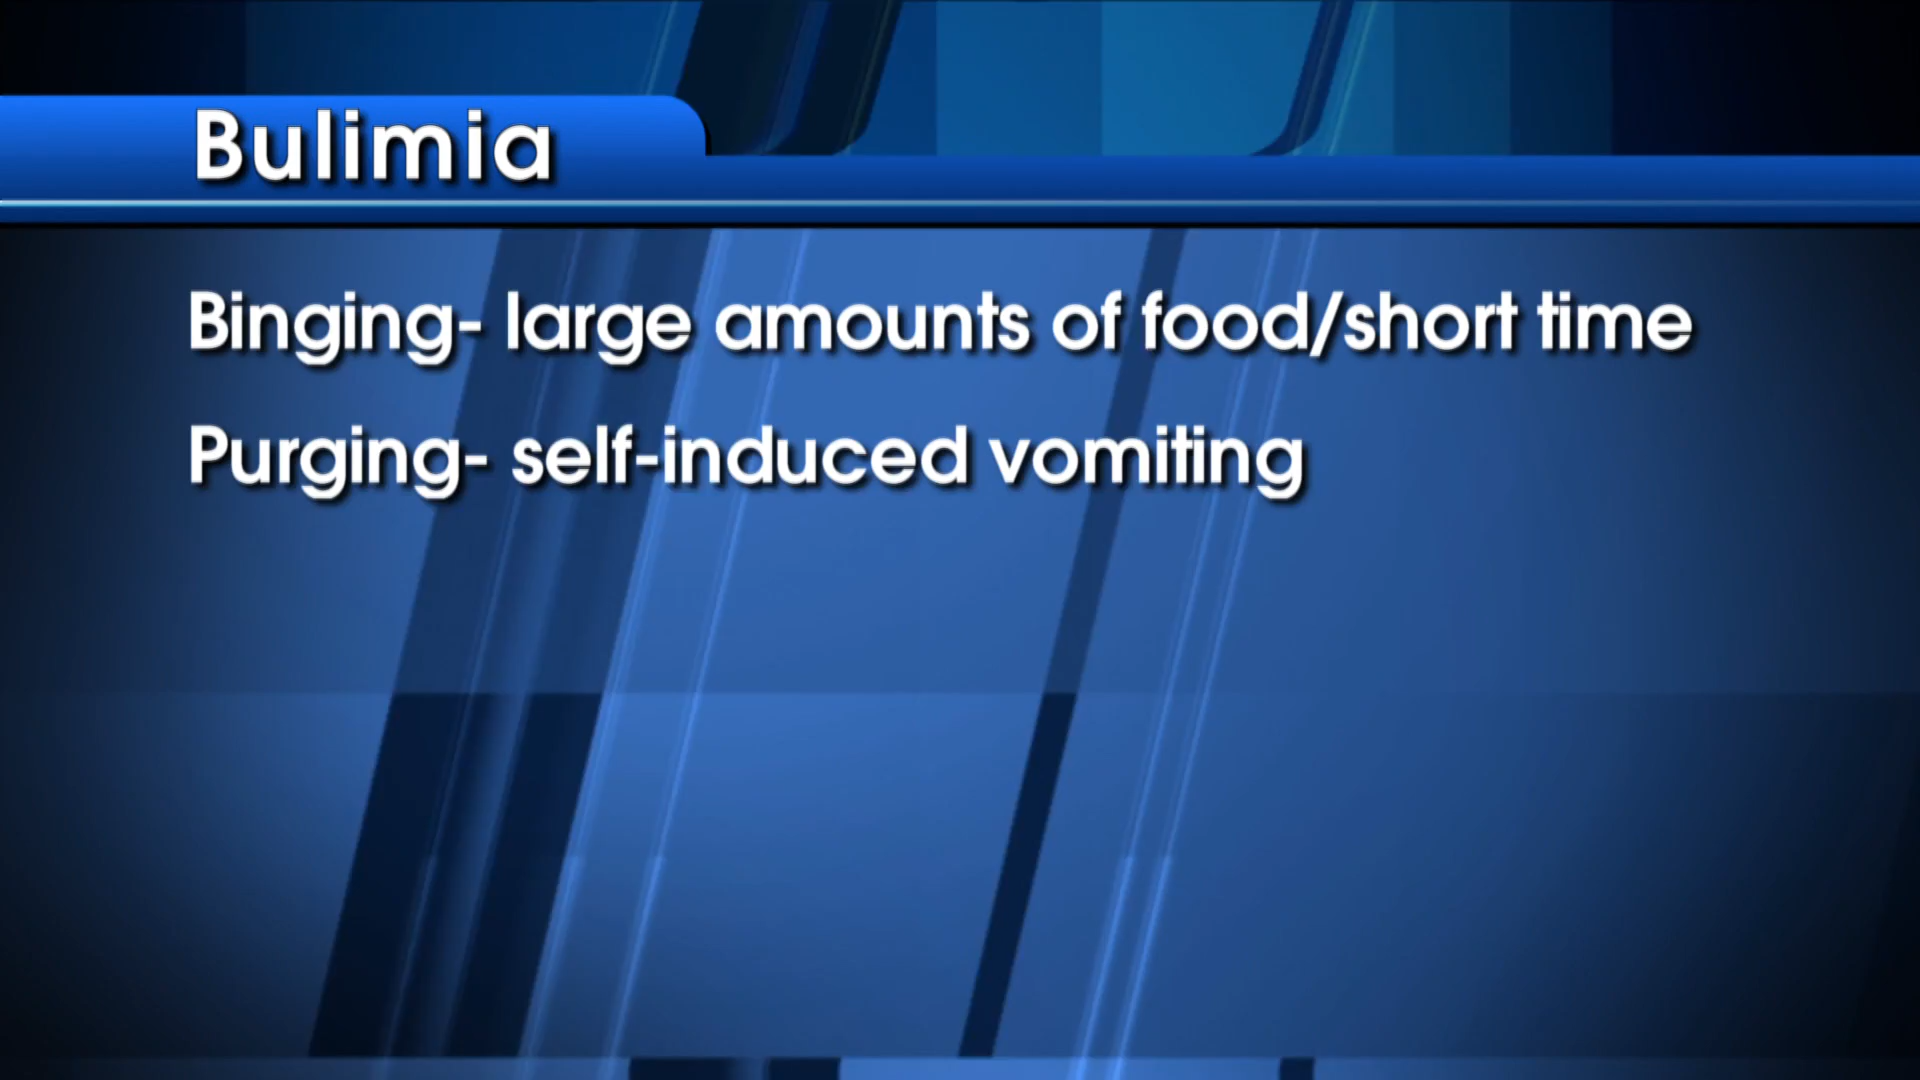 Bulimia
Binging- large amounts of food/short time
Purging- self-induced vomiting